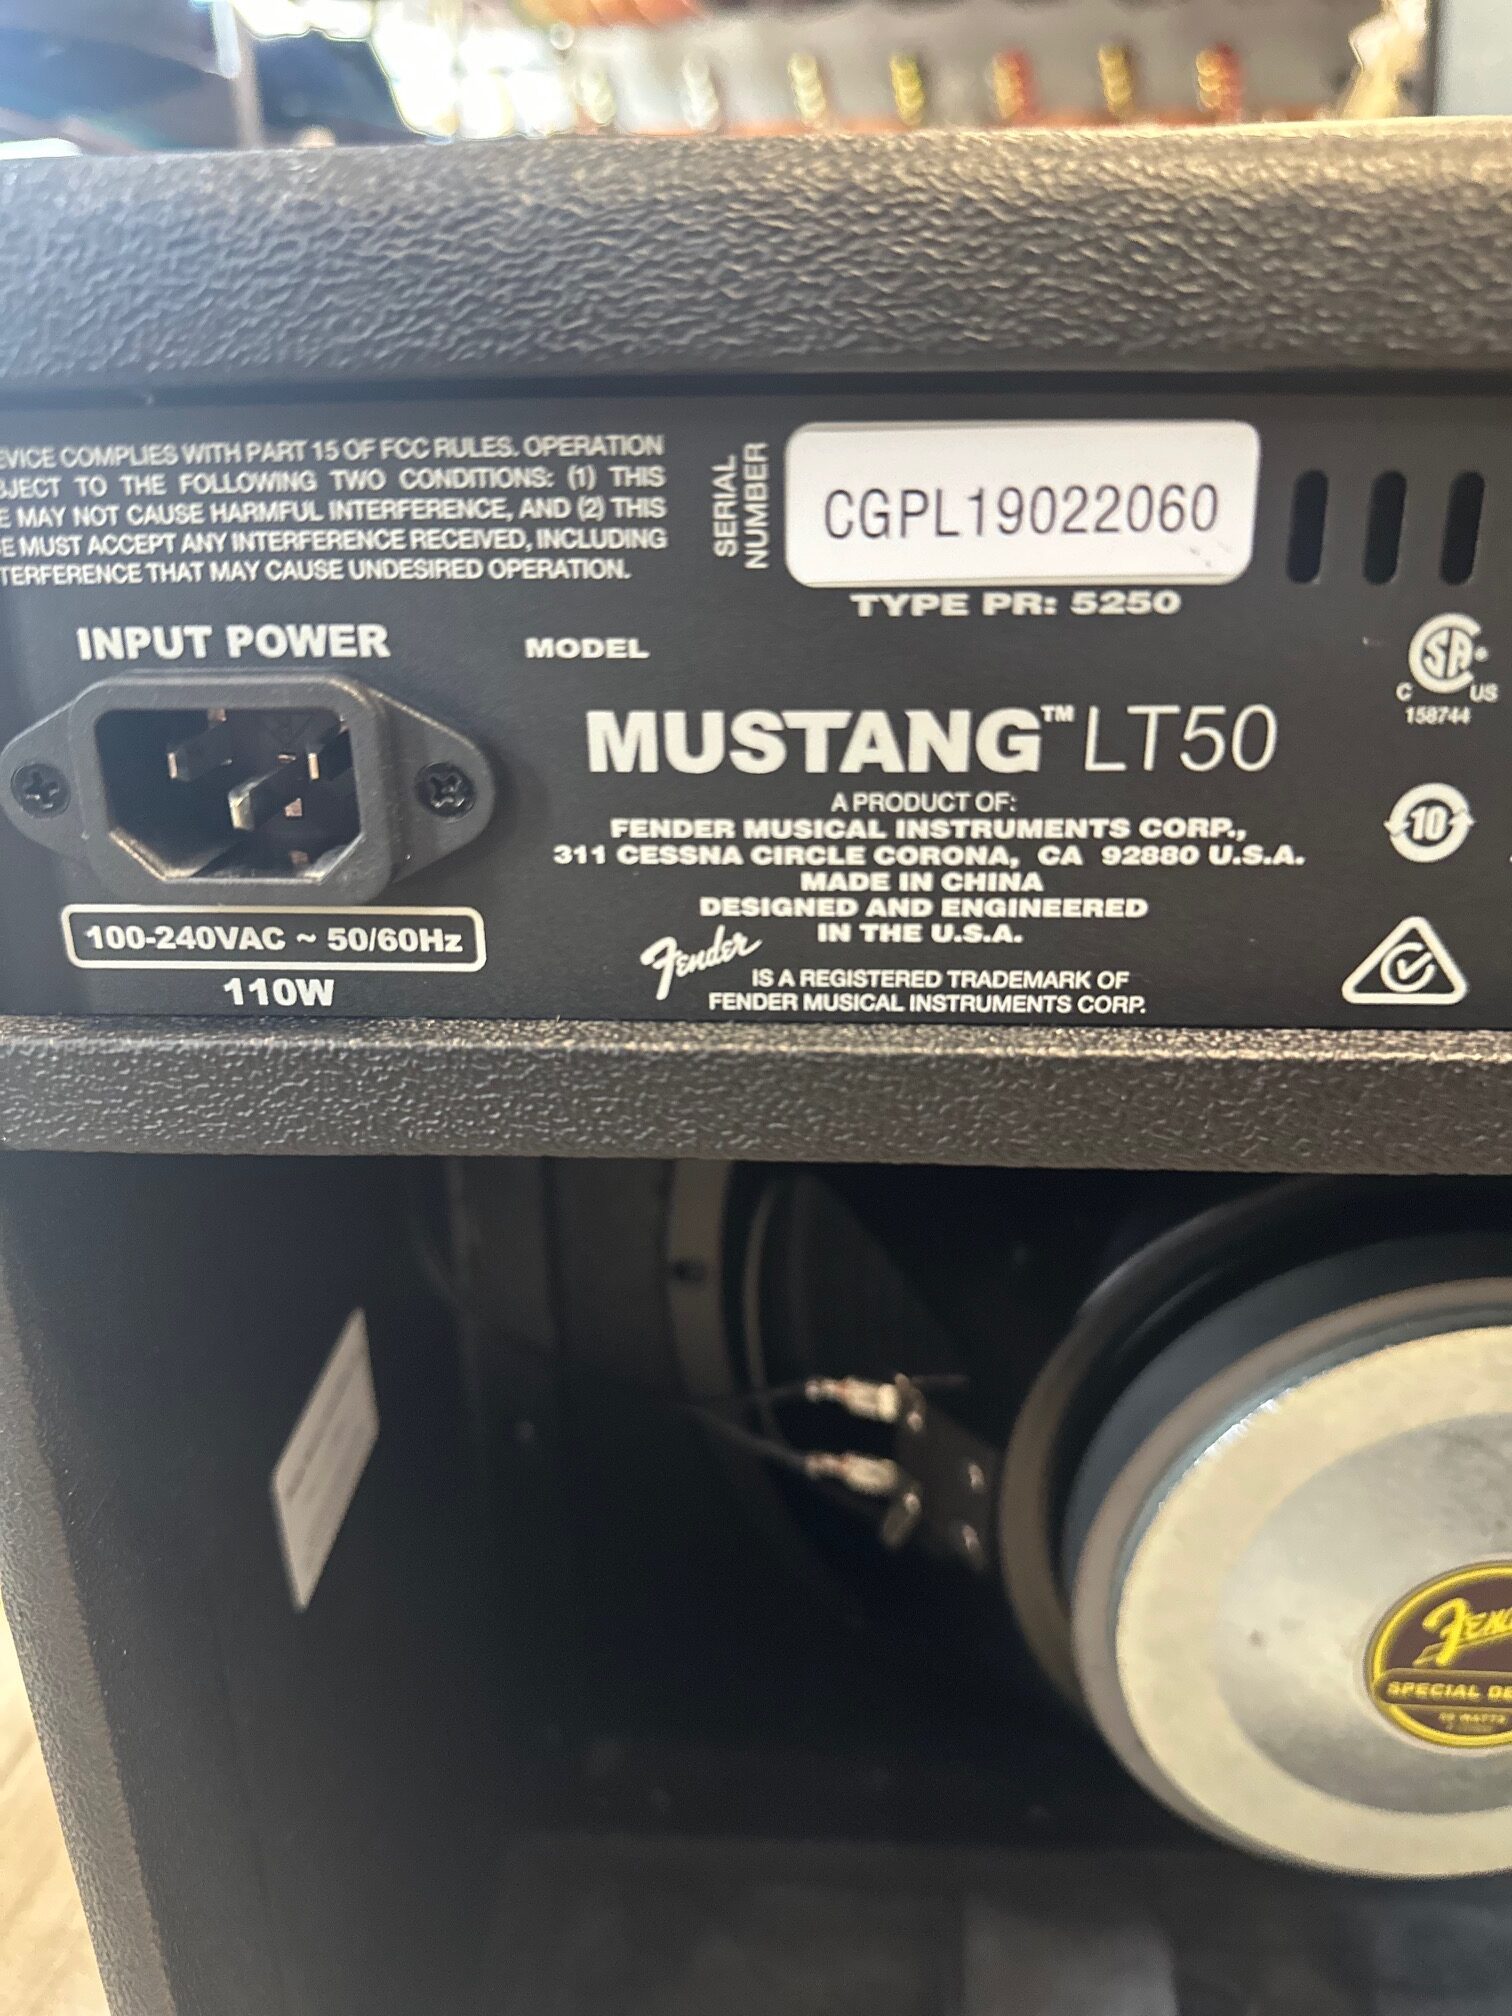 EVICE COMPLIES WITH PART 15 OF FCC RULES. OPERATION
BJECT TO THE FOLLOWING TWO CONDITIONS: (1) THIS
E MAY NOT CAUSE HARMFUL INTERFERENCE, AND (2) THIS
E MUST ACCEPT ANY INTERFERENCE RECEIVED, INCLUDING
TERFERENCE THAT MAY CAUSE UNDESIRED OPERATION.
SERIAL
NUMBER
CGPL19022060
TYPE PR: 5250
INPUT POWER
100-240VAC ~ 50/60Hz
110W
MODEL
MUSTANG™ LT50
A PRODUCT OF:
FENDER MUSICAL INSTRUMENTS CORP.,
311 CESSNA CIRCLE CORONA, CA 92880 U.S.A.
MADE IN CHINA
DESIGNED AND ENGINEERED
IN THE U.S.A.
Fender IS A REGISTERED TRADEMARK OF
FENDER MUSICAL INSTRUMENTS CORP.
SA
C US
158744
10
Fen
SPECIAL DE